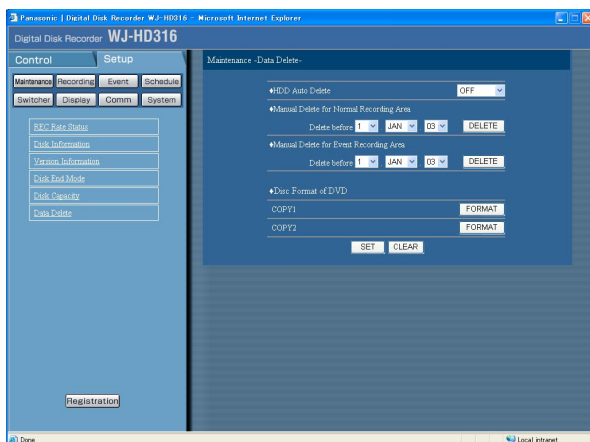 Panasonic | Digital Disk Recorder WJ-HD316 - Microsoft Internet Explorer
Digital Disk Recorder WJ-HD316
Control Setup
Maintenance Recording Event Schedule
Switcher Display Comm System
REC Rate Status
Disk Information
Version Information
Disk End Mode
Disk Capacity
Data Delete
Registration
Maintenance -Data Delete-
♦HDD Auto Delete OFF
♦Manual Delete for Normal Recording Area
Delete before 1 JAN 03 DELETE
♦Manual Delete for Event Recording Area
Delete before 1 JAN 03 DELETE
♦Disc Format of DVD
COPY1 FORMAT
COPY2 FORMAT
SET CLEAR
Done Local intranet